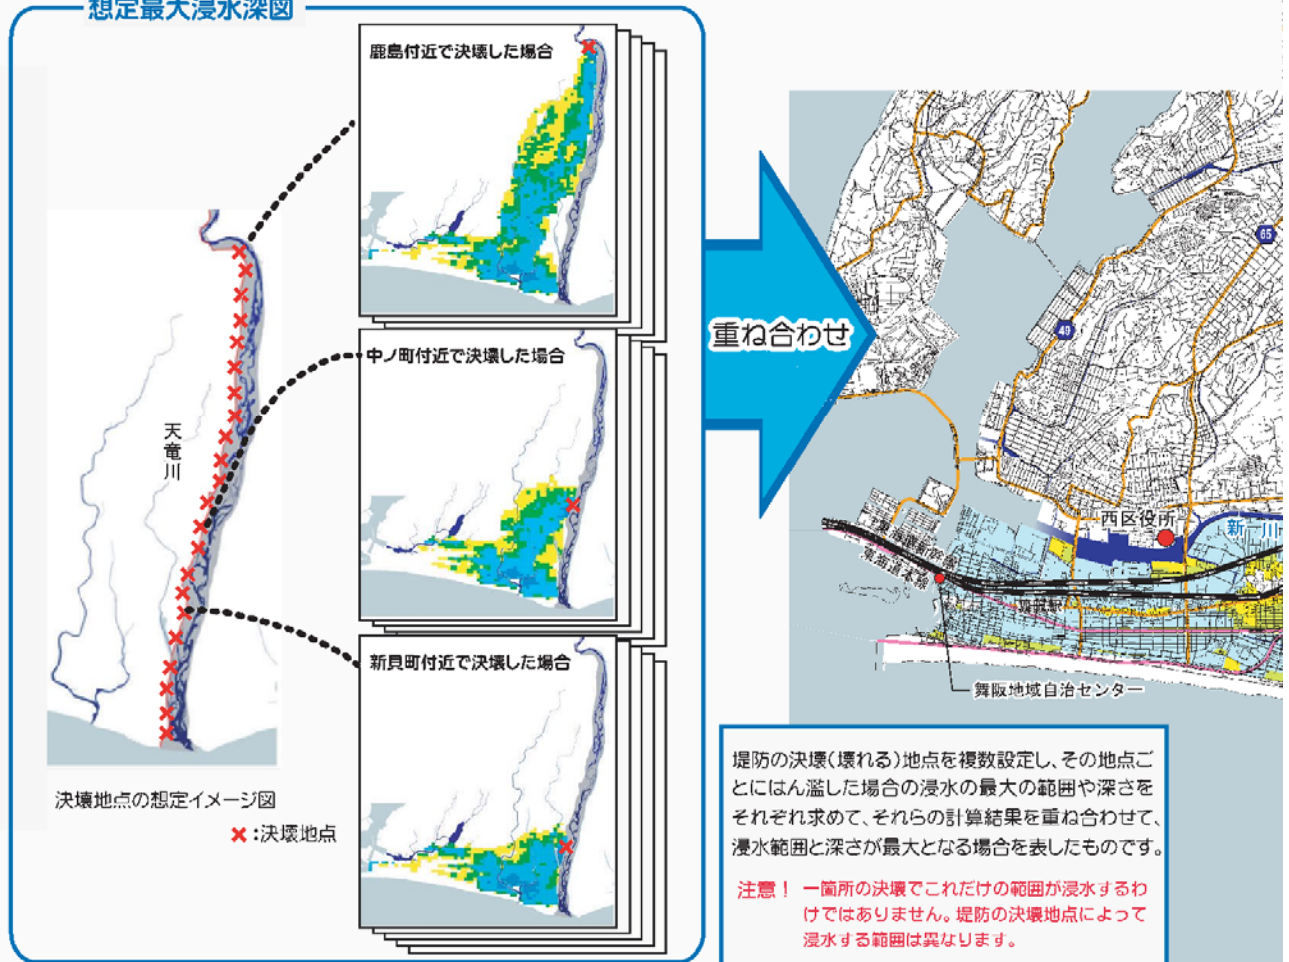 想定最大浸水深図
鹿島付近で決壊した場合
中ノ町付近で決壊した場合
新貝町付近で決壊した場合
天竜川
決壊地点の想定イメージ図
×:決壊地点
重ね合わせ
65
49
西区役所
新川
東海道新幹線
東海道本線
舞阪駅
舞阪地域自治センター
堤防の決壊(壊れる)地点を複数設定し、その地点ご
とにはん濫した場合の浸水の最大の範囲や深さを
それぞれ求めて、それらの計算結果を重ね合わせて、
浸水範囲と深さが最大となる場合を表したものです。
注意! 一箇所の決壊でこれだけの範囲が浸水するわ
けではありません。堤防の決壊地点によって
浸水する範囲は異なります。